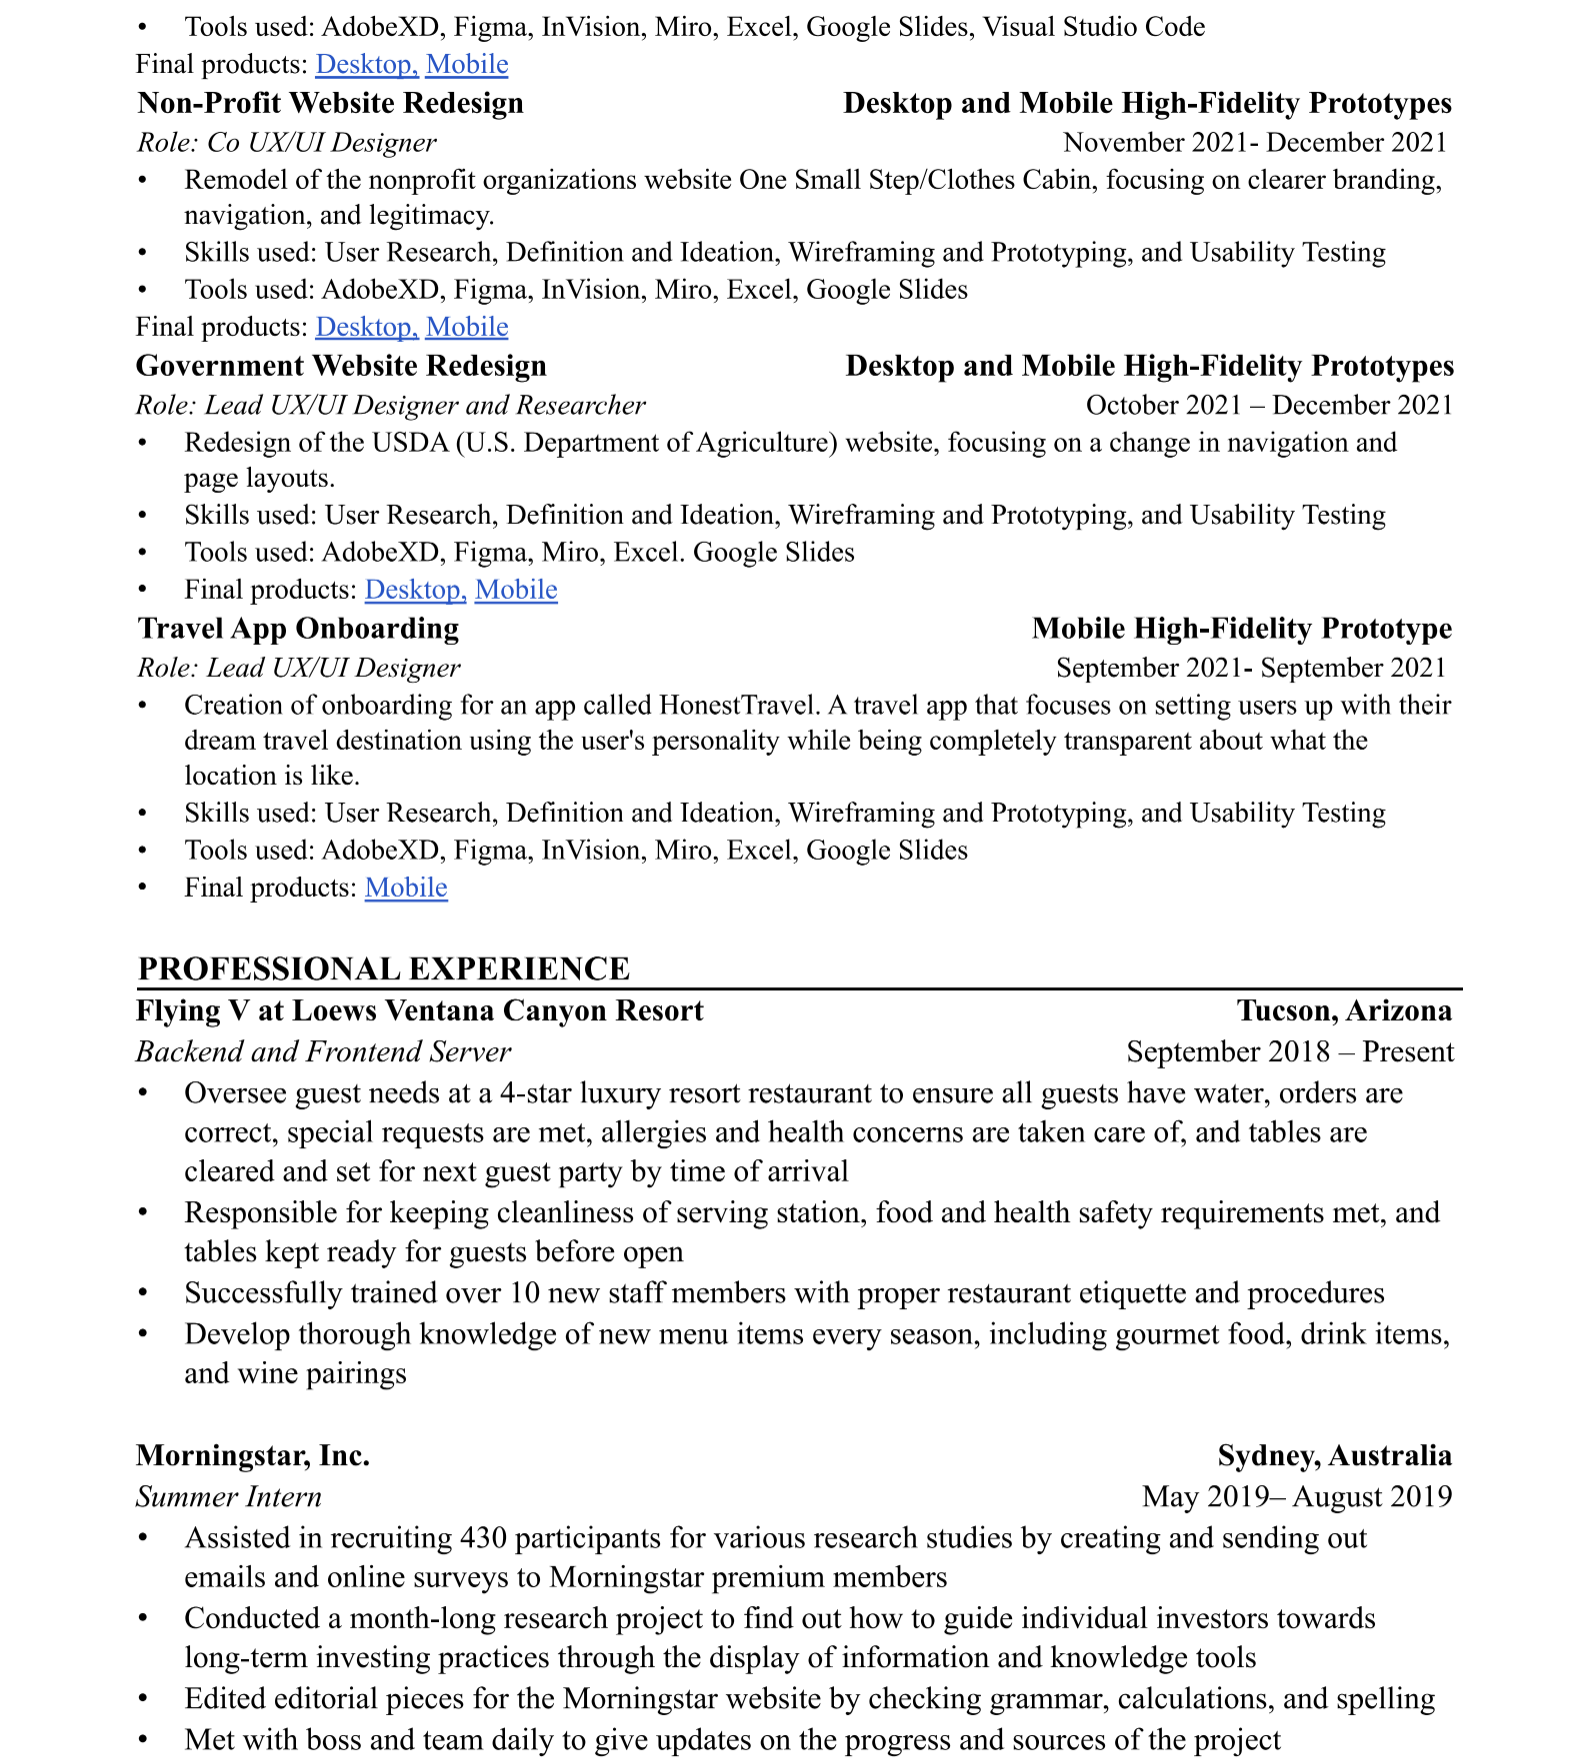 • Tools used: AdobeXD, Figma, InVision, Miro, Excel, Google Slides, Visual Studio Code
Final products: Desktop, Mobile
Non-Profit Website Redesign Desktop and Mobile High-Fidelity Prototypes
Role: Co UX/UI Designer November 2021- December 2021
• Remodel of the nonprofit organizations website One Small Step/Clothes Cabin, focusing on clearer branding,
navigation, and legitimacy.
• Skills used: User Research, Definition and Ideation, Wireframing and Prototyping, and Usability Testing
• Tools used: AdobeXD, Figma, InVision, Miro, Excel, Google Slides
Final products: Desktop, Mobile
Government Website Redesign Desktop and Mobile High-Fidelity Prototypes
Role: Lead UX/UI Designer and Researcher October 2021 – December 2021
• Redesign of the USDA (U.S. Department of Agriculture) website, focusing on a change in navigation and
page layouts.
• Skills used: User Research, Definition and Ideation, Wireframing and Prototyping, and Usability Testing
• Tools used: AdobeXD, Figma, Miro, Excel. Google Slides
• Final products: Desktop, Mobile
Travel App Onboarding Mobile High-Fidelity Prototype
Role: Lead UX/UI Designer September 2021- September 2021
• Creation of onboarding for an app called HonestTravel. A travel app that focuses on setting users up with their
dream travel destination using the user's personality while being completely transparent about what the
location is like.
• Skills used: User Research, Definition and Ideation, Wireframing and Prototyping, and Usability Testing
• Tools used: AdobeXD, Figma, InVision, Miro, Excel, Google Slides
• Final products: Mobile
PROFESSIONAL EXPERIENCE
Flying V at Loews Ventana Canyon Resort Tucson, Arizona
Backend and Frontend Server September 2018 – Present
• Oversee guest needs at a 4-star luxury resort restaurant to ensure all guests have water, orders are
correct, special requests are met, allergies and health concerns are taken care of, and tables are
cleared and set for next guest party by time of arrival
• Responsible for keeping cleanliness of serving station, food and health safety requirements met, and
tables kept ready for guests before open
• Successfully trained over 10 new staff members with proper restaurant etiquette and procedures
• Develop thorough knowledge of new menu items every season, including gourmet food, drink items,
and wine pairings
Morningstar, Inc. Sydney, Australia
Summer Intern May 2019– August 2019
• Assisted in recruiting 430 participants for various research studies by creating and sending out
emails and online surveys to Morningstar premium members
• Conducted a month-long research project to find out how to guide individual investors towards
long-term investing practices through the display of information and knowledge tools
• Edited editorial pieces for the Morningstar website by checking grammar, calculations, and spelling
• Met with boss and team daily to give updates on the progress and sources of the project